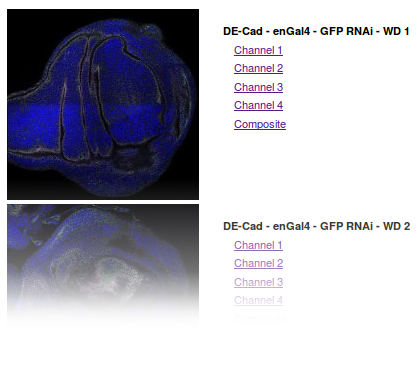 DE-Cad - enGal4 - GFP RNAi - WD 1
Channel 1
Channel 2
Channel 3
Channel 4
Composite
DE-Cad - enGal4 - GFP RNAi - WD 2
Channel 1
Channel 2
Channel 3
Channel 4